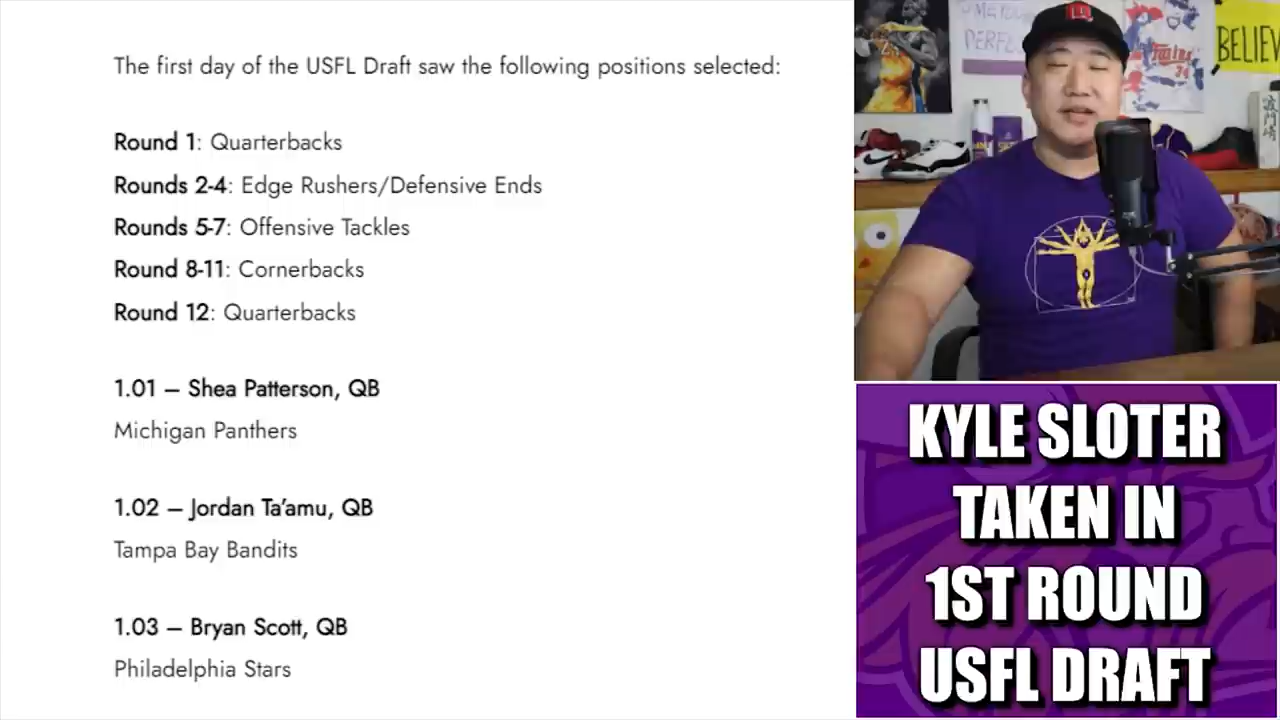 The first day of the USFL Draft saw the following positions selected:
Round 1: Quarterbacks
Rounds 2-4: Edge Rushers/Defensive Ends
Rounds 5-7: Offensive Tackles
Round 8-11: Cornerbacks
Round 12: Quarterbacks
1.01 – Shea Patterson, QB
Michigan Panthers
1.02 – Jordan Ta’amu, QB
Tampa Bay Bandits
1.03 – Bryan Scott, QB
Philadelphia Stars
BELIEV
KYLE SLOTER
TAKEN IN
1ST ROUND
USFL DRAFT